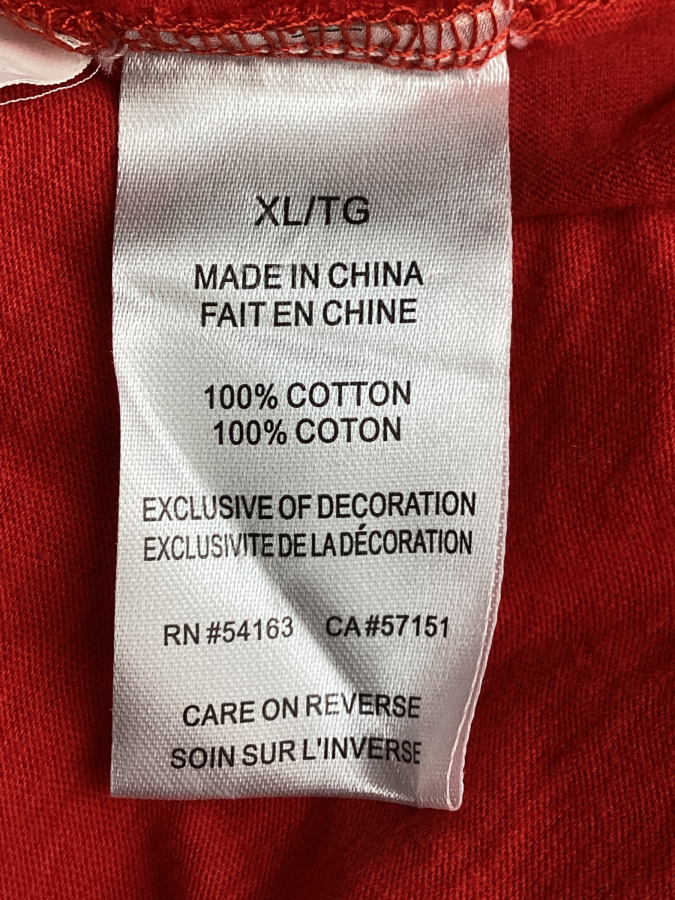 XL/TG
MADE IN CHINA
FAIT EN CHINE
100% COTTON
100% COTON
EXCLUSIVE OF DECORATION
EXCLUSIVITE DE LA DÉCORATION
RN #54163 CA #57151
CARE ON REVERSE
SOIN SUR L'INVERSE